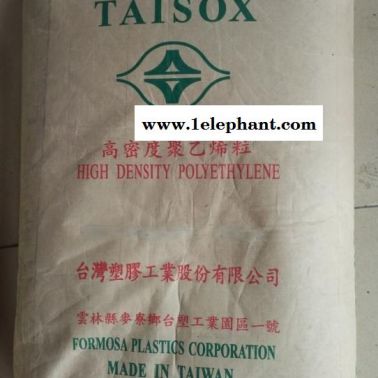 TAISOX
www.1elephant.com
高密度聚乙烯粒
HIGH DENSITY POLYETHYLENE
台灣塑膠工業股份有限公司
雲林縣麥寮鄉台塑工業園區一號
FORMOSA PLASTICS CORPORATION
MADE IN TAIWAN